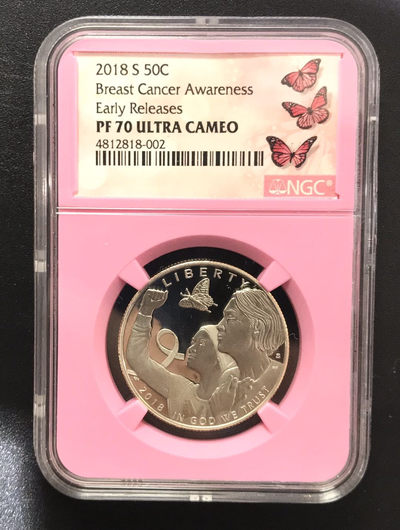 2018 S 50C
Breast Cancer Awareness
Early Releases
PF 70 ULTRA CAMEO
4812818-002
NGC®
LIBERTY
2018 IN GOD WE TRUST